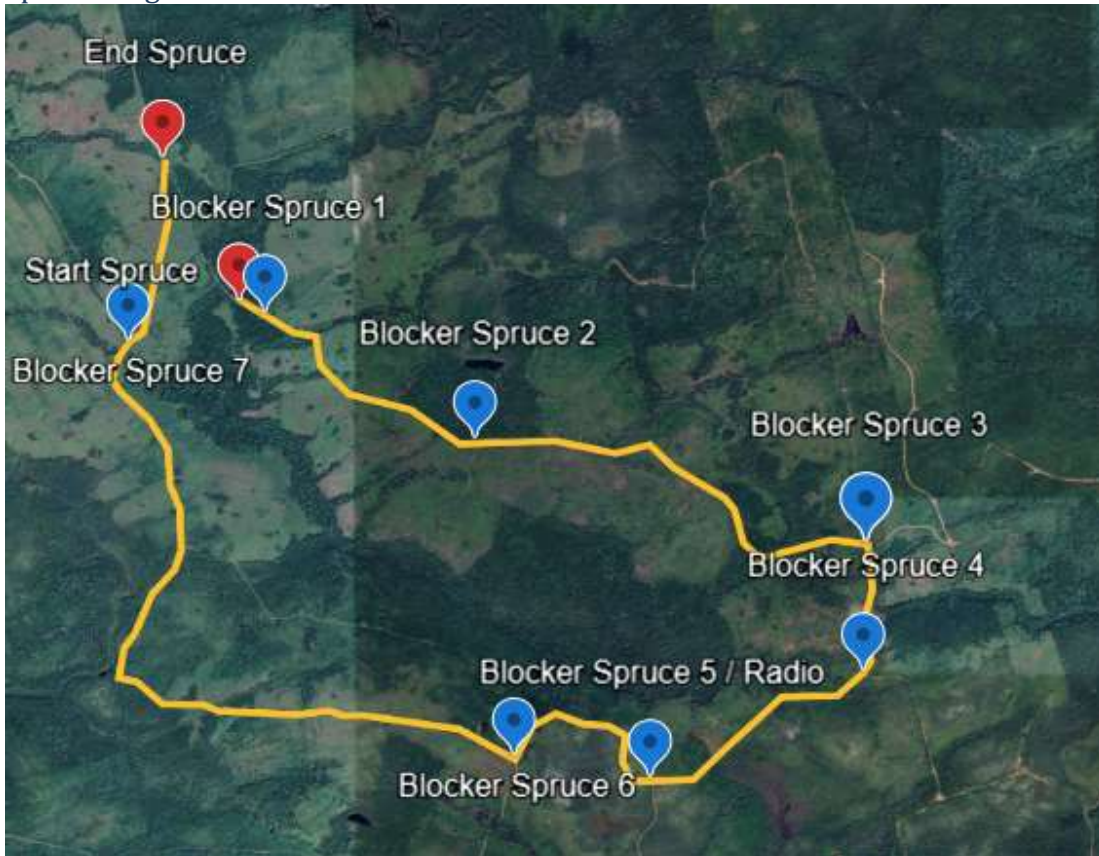 End Spruce
Blocker Spruce 1
Start Spruce
Blocker Spruce 2
Blocker Spruce 7
Blocker Spruce 3
Blocker Spruce 4
Blocker Spruce 5 / Radio
Blocker Spruce 6